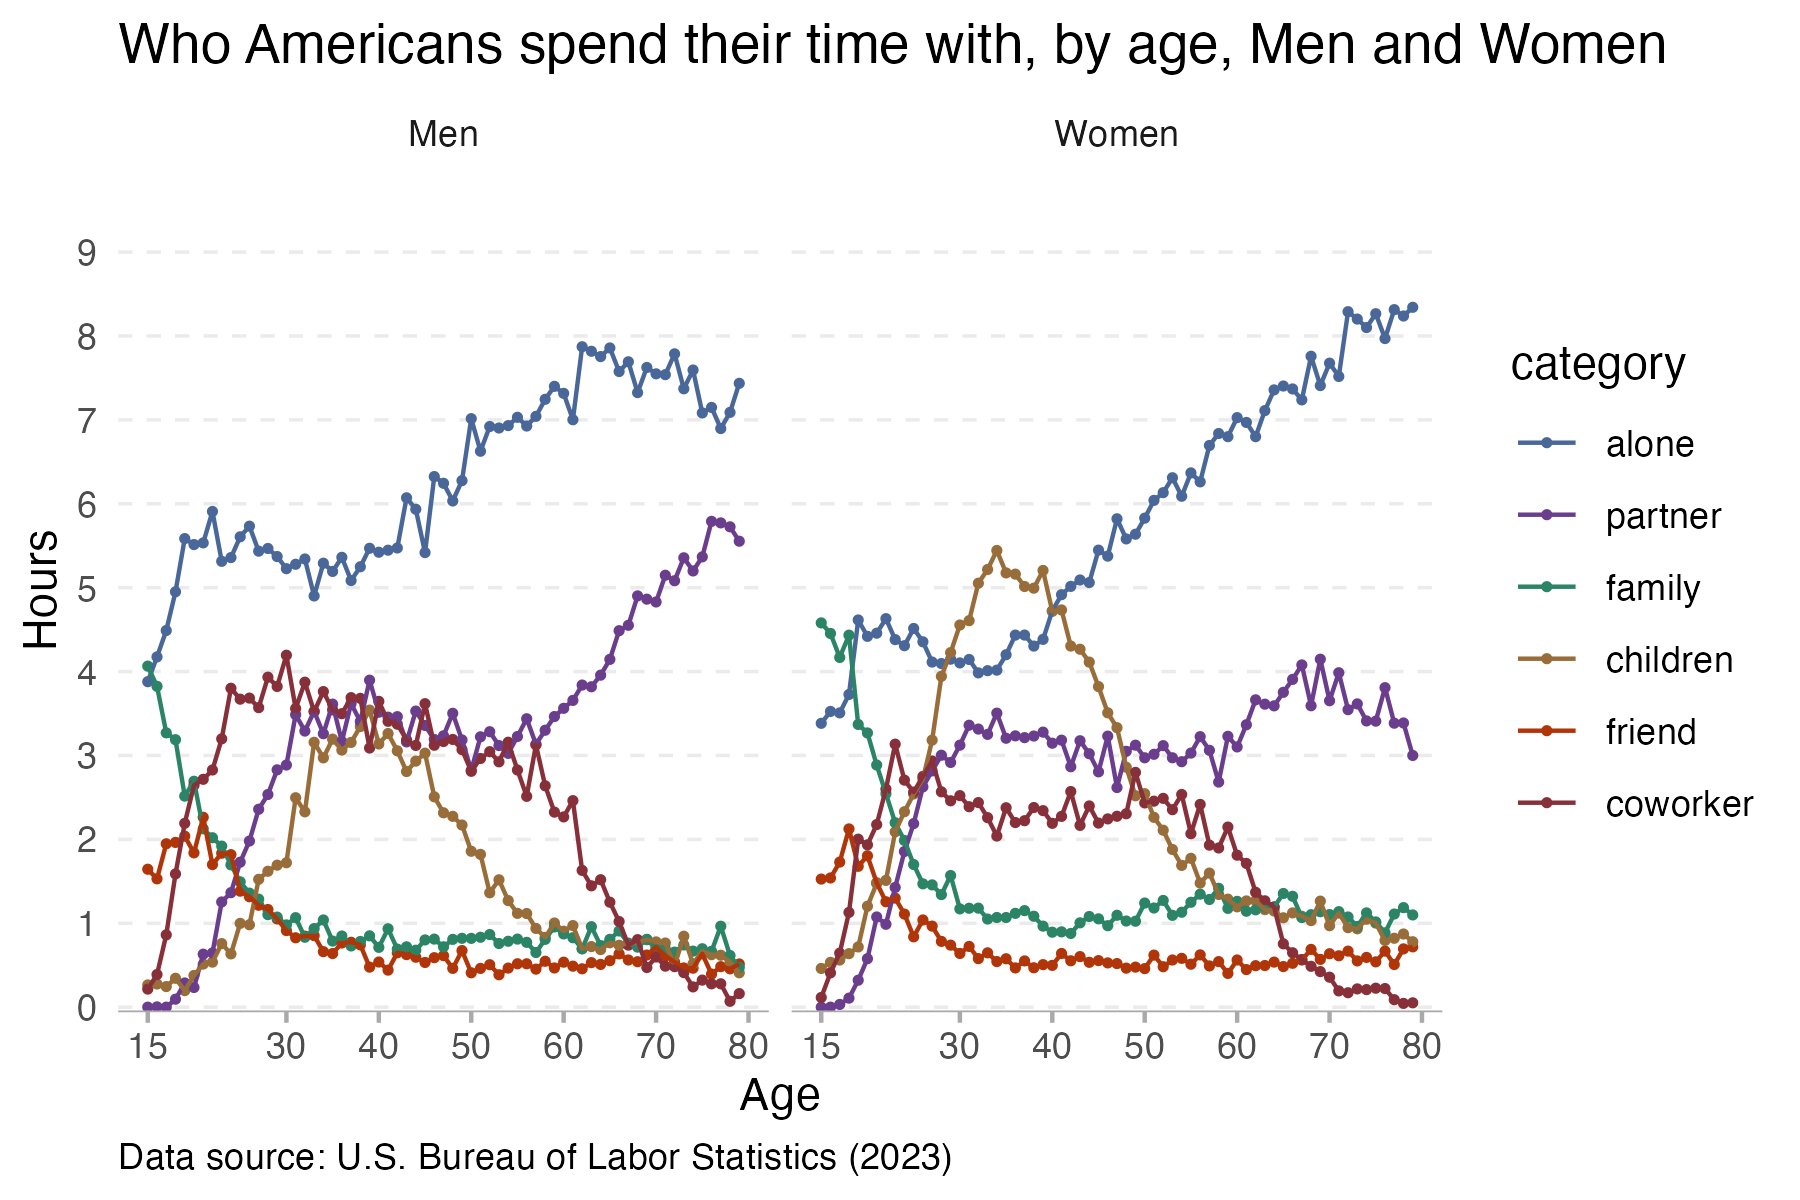 Who Americans spend their time with, by age, Men and Women
Men
Women
9
8
7
6
5
4
3
2
1
0
Hours
15 30 40 50 60 70 80
15 30 40 50 60 70 80
Age
category
alone
partner
family
children
friend
coworker
Data source: U.S. Bureau of Labor Statistics (2023)